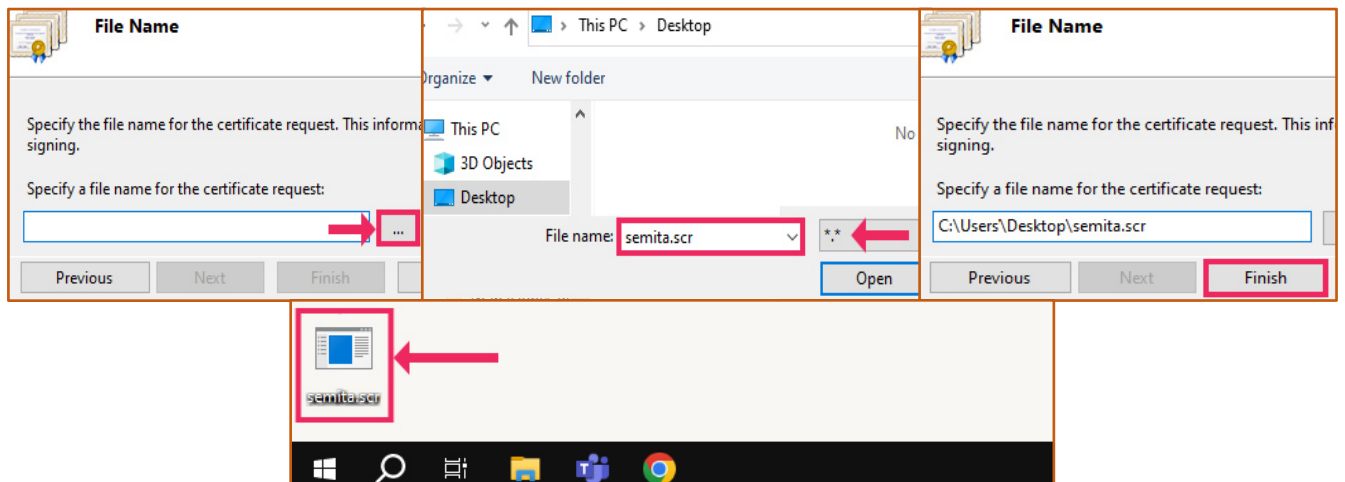 File Name
Specify the file name for the certificate request. This informa
signing.
Specify a file name for the certificate request:
...
Previous Next Finish
This PC > Desktop
Organize New folder
This PC
3D Objects
Desktop
No
File name: semita.scr *.*
Open
File Name
Specify the file name for the certificate request. This inf
signing.
Specify a file name for the certificate request:
C:\Users\Desktop\semita.scr
Previous Next Finish
semita.scr